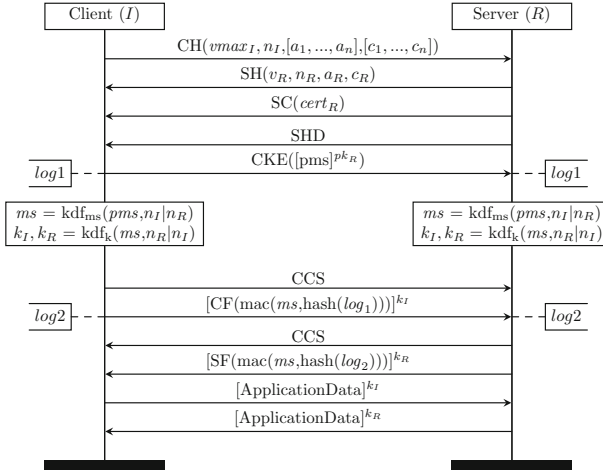 Client (I) Server (R)
CH(vmax_I, n_I,[a_1, ..., a_n],[c_1, ..., c_n])
SH(v_R, n_R, a_R, c_R)
SC(cert_R)
SHD
log1 CKE([pms]^{pk_R}) log1
ms = kdf_ms(pms,n_I|n_R) ms = kdf_ms(pms,n_I|n_R)
k_I, k_R = kdf_k(ms,n_R|n_I) k_I, k_R = kdf_k(ms,n_R|n_I)
CCS
log2 [CF(mac(ms,hash(log_1)))]^{k_I} log2
CCS
[SF(mac(ms,hash(log_2)))]^{k_R}
[ApplicationData]^{k_I}
[ApplicationData]^{k_R}